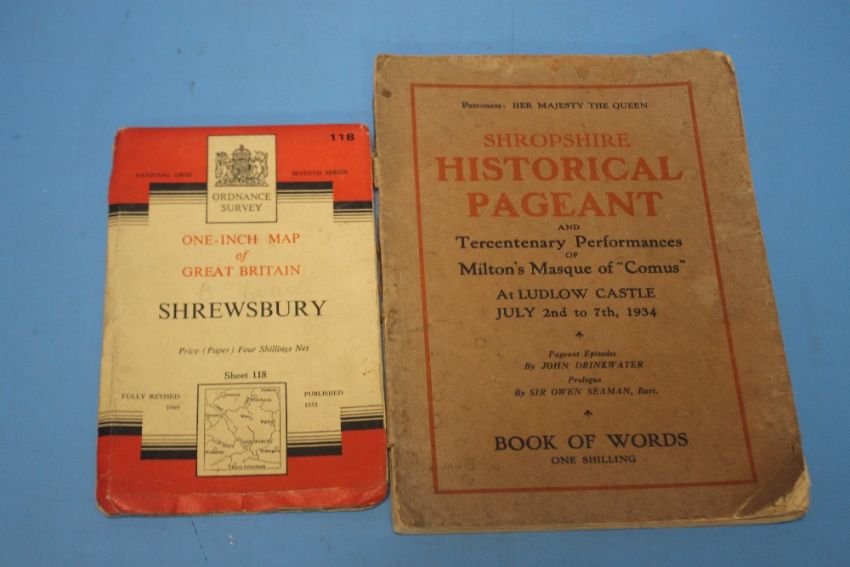 118
NATIONAL GRID
SEVENTH SERIES
ORDNANCE
SURVEY
ONE-INCH MAP
of
GREAT BRITAIN
SHREWSBURY
Price (Paper) Four Shillings Net
Sheet 118
FULLY REVISED
1949
PUBLISHED
1951
Patroness: HER MAJESTY THE QUEEN
SHROPSHIRE
HISTORICAL
PAGEANT
AND
Tercentenary Performances
OF
Milton's Masque of "Comus"
At LUDLOW CASTLE
JULY 2nd to 7th, 1934
Pageant Episodes
By JOHN DRINKWATER
Prologue
By SIR OWEN SEAMAN, Bart.
BOOK OF WORDS
ONE SHILLING